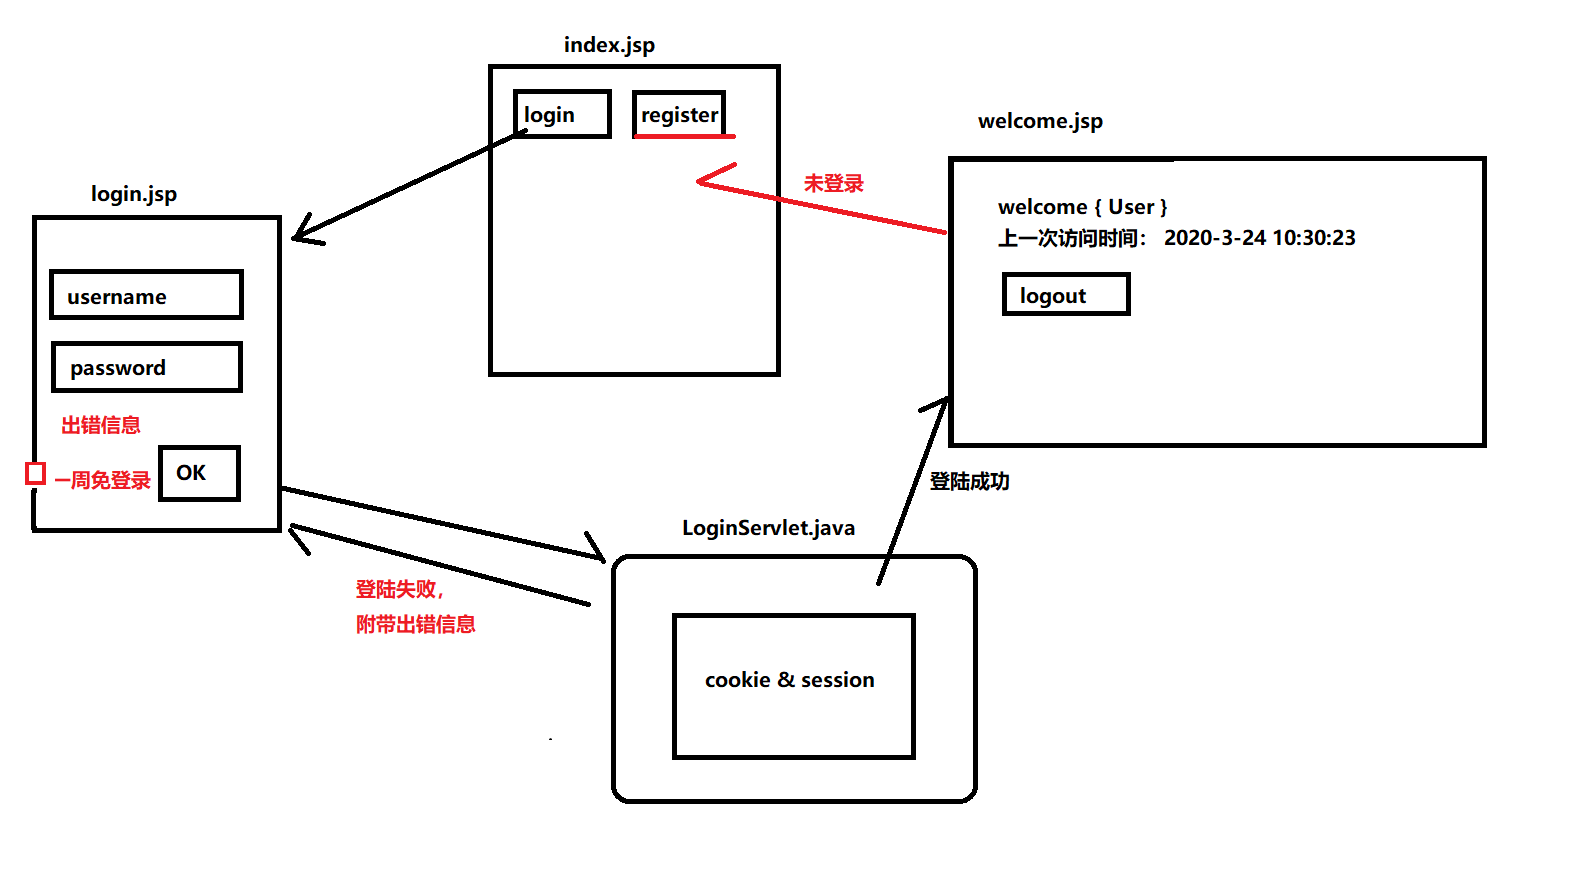 index.jsp
login
register
welcome.jsp
未登录
welcome { User }
上一次访问时间： 2020-3-24 10:30:23
logout
login.jsp
username
password
出错信息
一周免登录
OK
登陆成功
LoginServlet.java
登陆失败，
附带出错信息
cookie & session